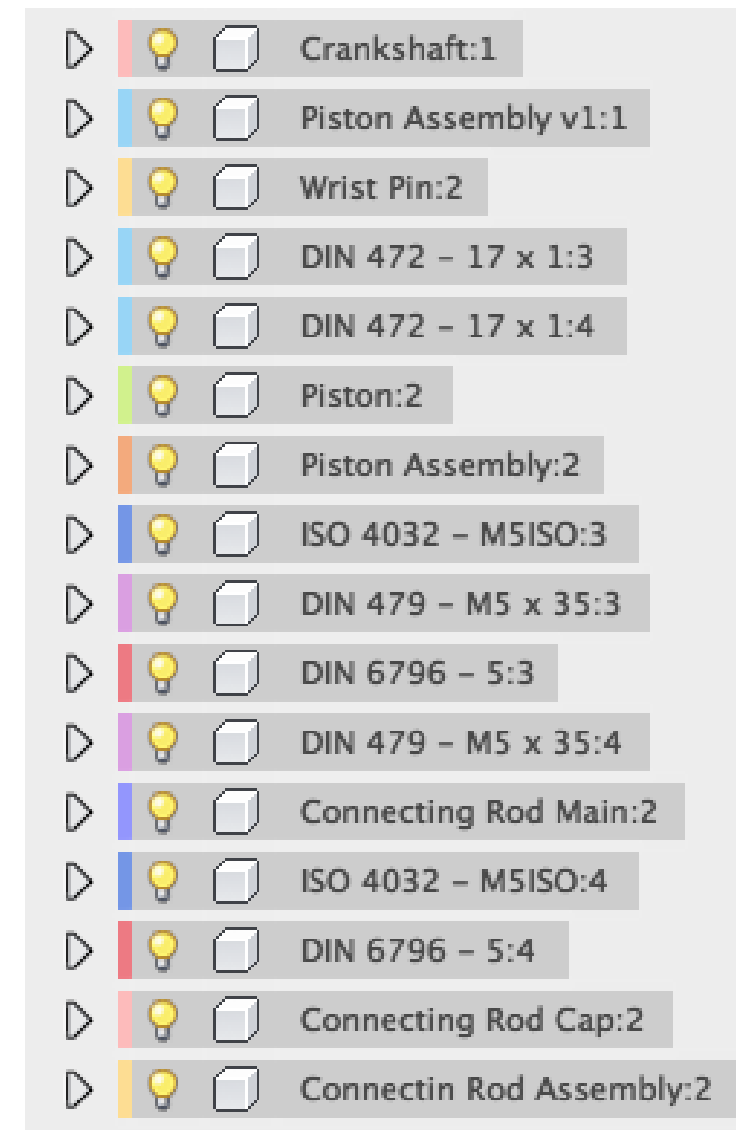 Crankshaft:1
Piston Assembly v1:1
Wrist Pin:2
DIN 472 – 17 x 1:3
DIN 472 – 17 x 1:4
Piston:2
Piston Assembly:2
ISO 4032 – M5ISO:3
DIN 479 – M5 x 35:3
DIN 6796 – 5:3
DIN 479 – M5 x 35:4
Connecting Rod Main:2
ISO 4032 – M5ISO:4
DIN 6796 – 5:4
Connecting Rod Cap:2
Connectin Rod Assembly:2